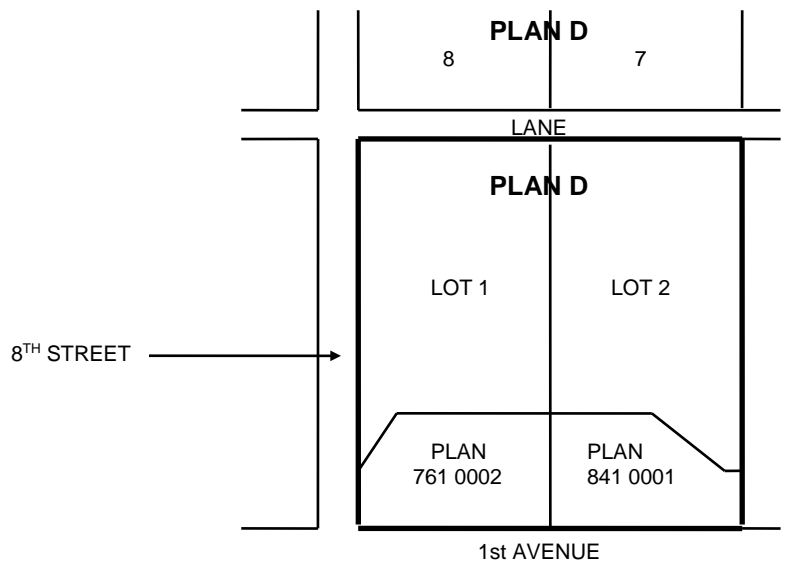 PLAN D
8
7
LANE
PLAN D
LOT 1
LOT 2
8TH STREET
PLAN
761 0002
PLAN
841 0001
1st AVENUE